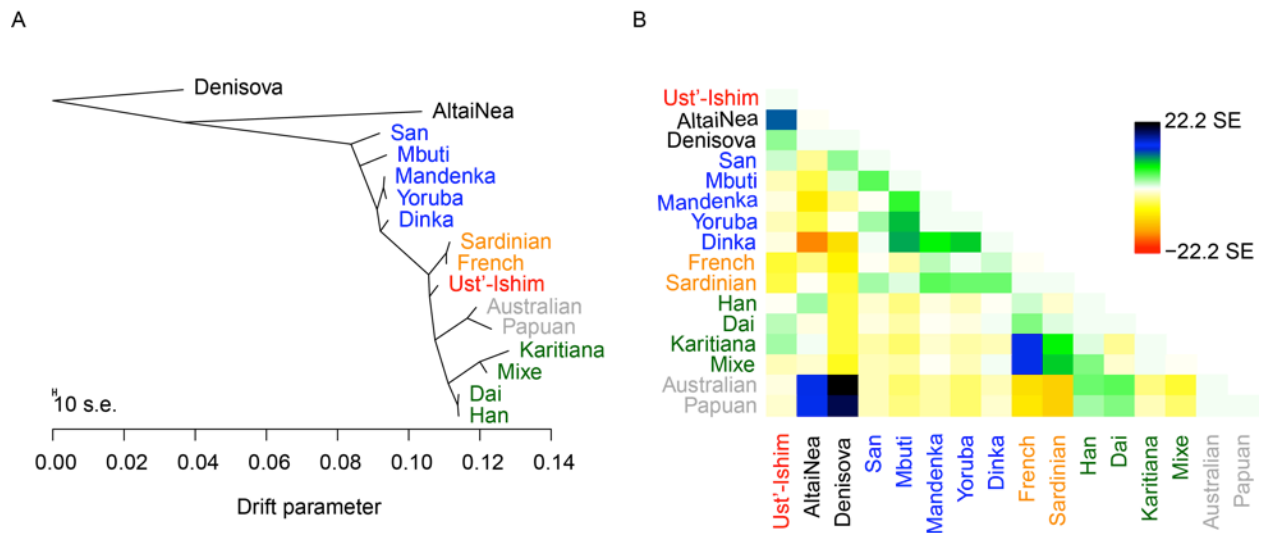 A
B
Denisova
AltaiNea
San
Mbuti
Mandenka
Yoruba
Dinka
Sardinian
French
Ust'-Ishim
Australian
Papuan
Karitiana
Mixe
Dai
Han
10 s.e.
0.00 0.02 0.04 0.06 0.08 0.10 0.12 0.14
Drift parameter
Ust'-Ishim
AltaiNea
Denisova
San
Mbuti
Mandenka
Yoruba
Dinka
French
Sardinian
Han
Dai
Karitiana
Mixe
Australian
Papuan
22.2 SE
−22.2 SE
Ust'-Ishim
AltaiNea
Denisova
San
Mbuti
Mandenka
Yoruba
Dinka
French
Sardinian
Han
Dai
Karitiana
Mixe
Australian
Papuan